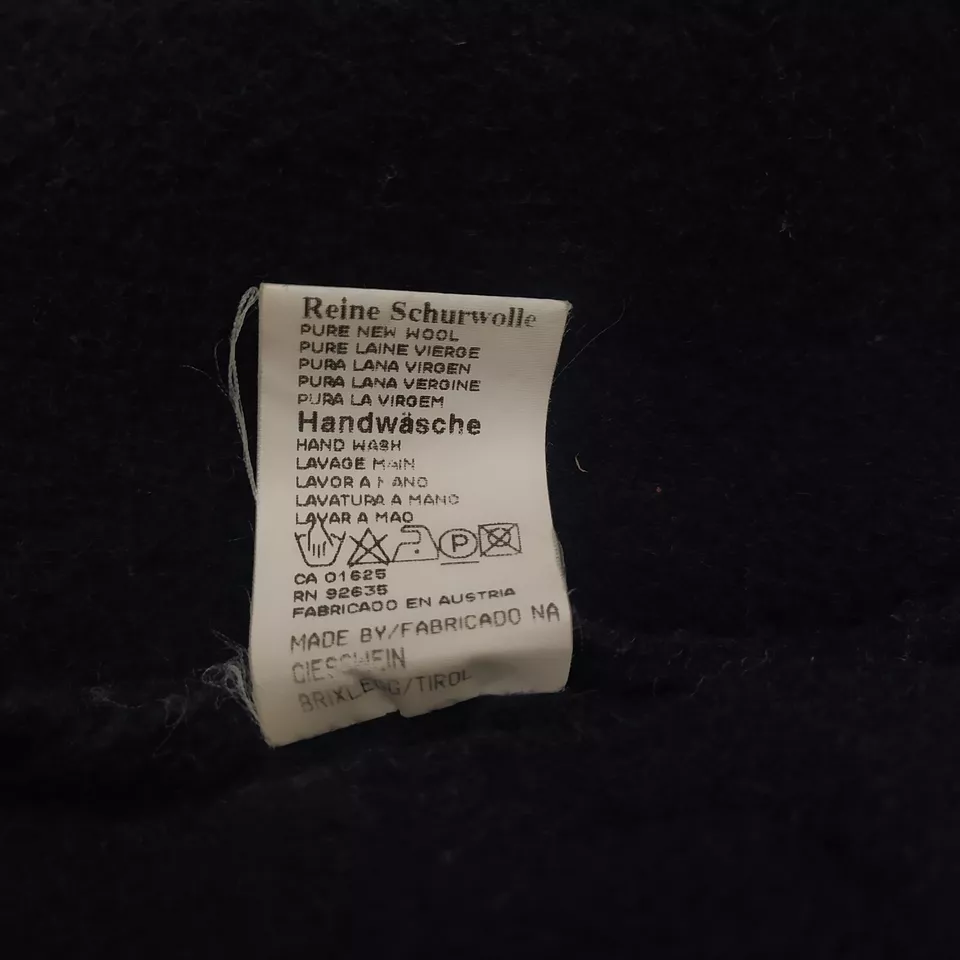 Reine Schurwolle
PURE NEW WOOL
PURE LAINE VIERGE
PURA LANA VIRGEN
PURA LANA VERGINE
PURA LA VIRGEM
Handwäsche
HAND WASH
LAVAGE MAIN
LAVOR A MANO
LAVATURA A MANO
LAVAR A MAO
P
CA 01625
RN 92635
FABRICADO EN AUSTRIA
MADE BY/FABRICADO NA
GIESSWEIN
BRIXLEGG/TIROL